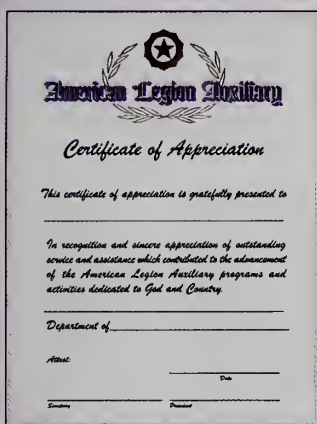 American Legion Auxiliary
Certificate of Appreciation
This certificate of appreciation is gratefully presented to
In recognition and sincere appreciation of outstanding
service and assistance which contributed to the advancement
of the American Legion Auxiliary programs and
activities dedicated to God and Country.
Department of
Attest:
Date
Secretary President